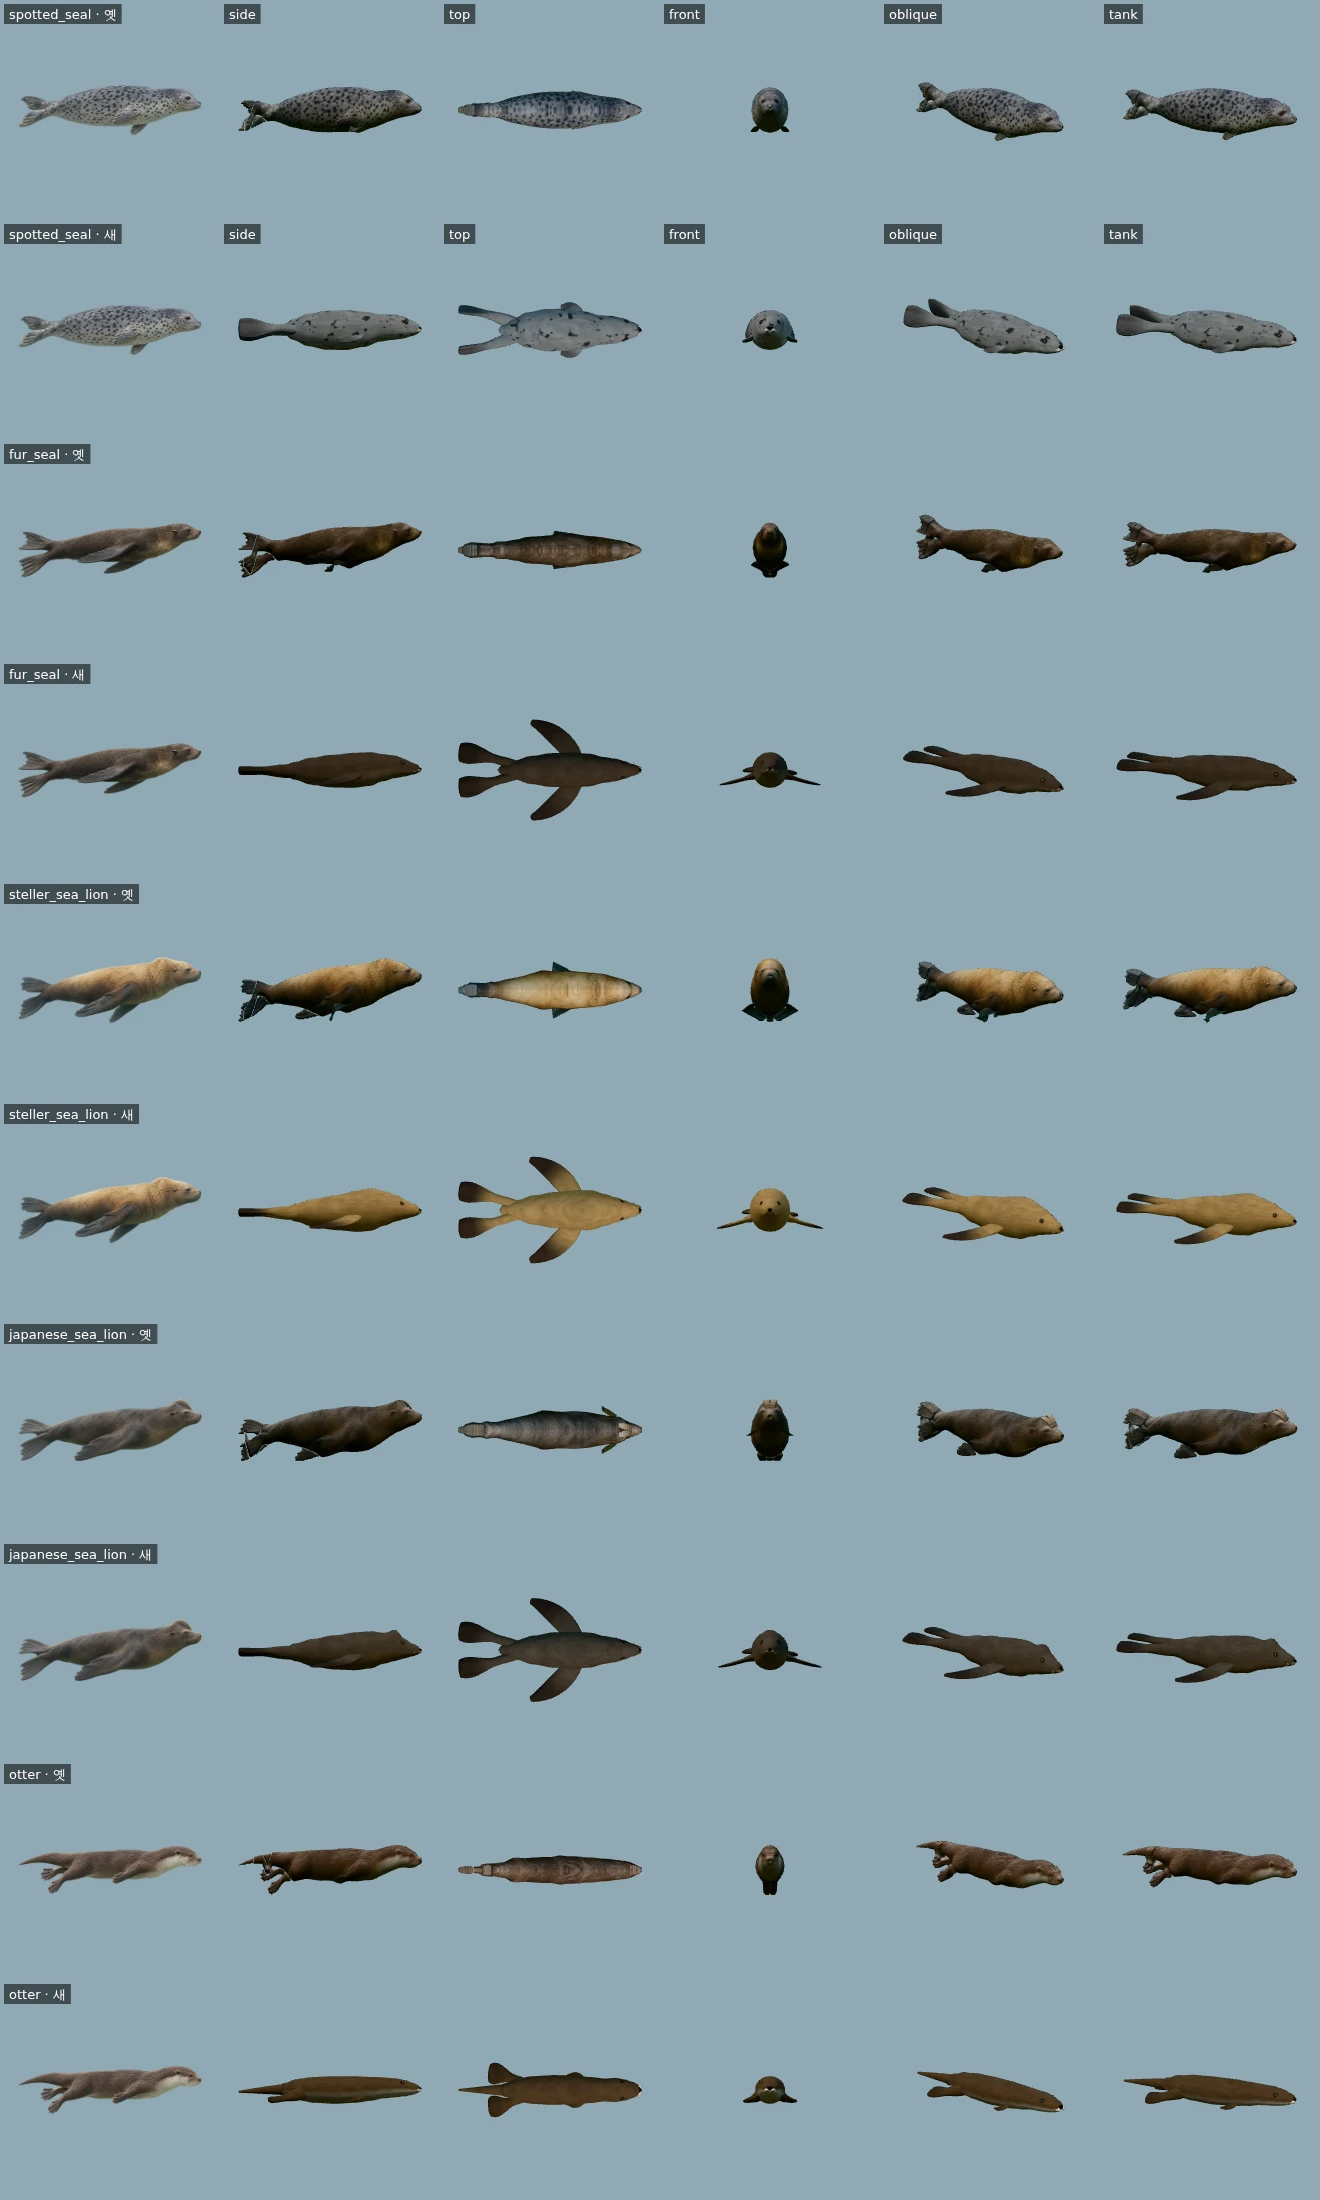 spotted_seal · 옛 side top front oblique tank
spotted_seal · 새 side top front oblique tank
fur_seal · 옛
fur_seal · 새
steller_sea_lion · 옛
steller_sea_lion · 새
japanese_sea_lion · 옛
japanese_sea_lion · 새
otter · 옛
otter · 새